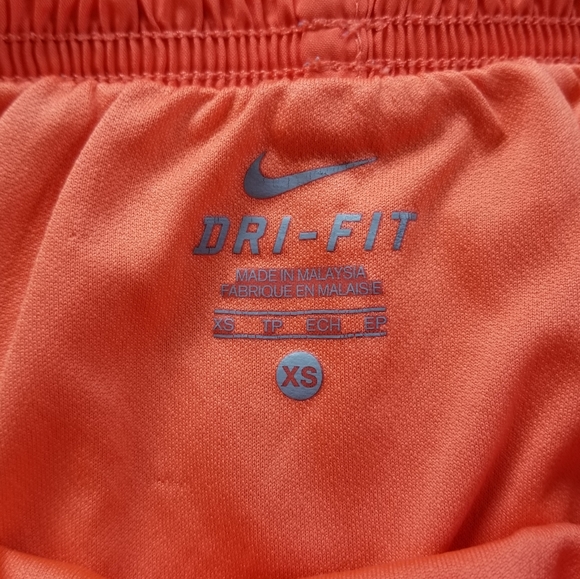 DRI-FIT
MADE IN MALAYSIA
FABRIQUE EN MALAISIE
XS TP ECH EP
XS